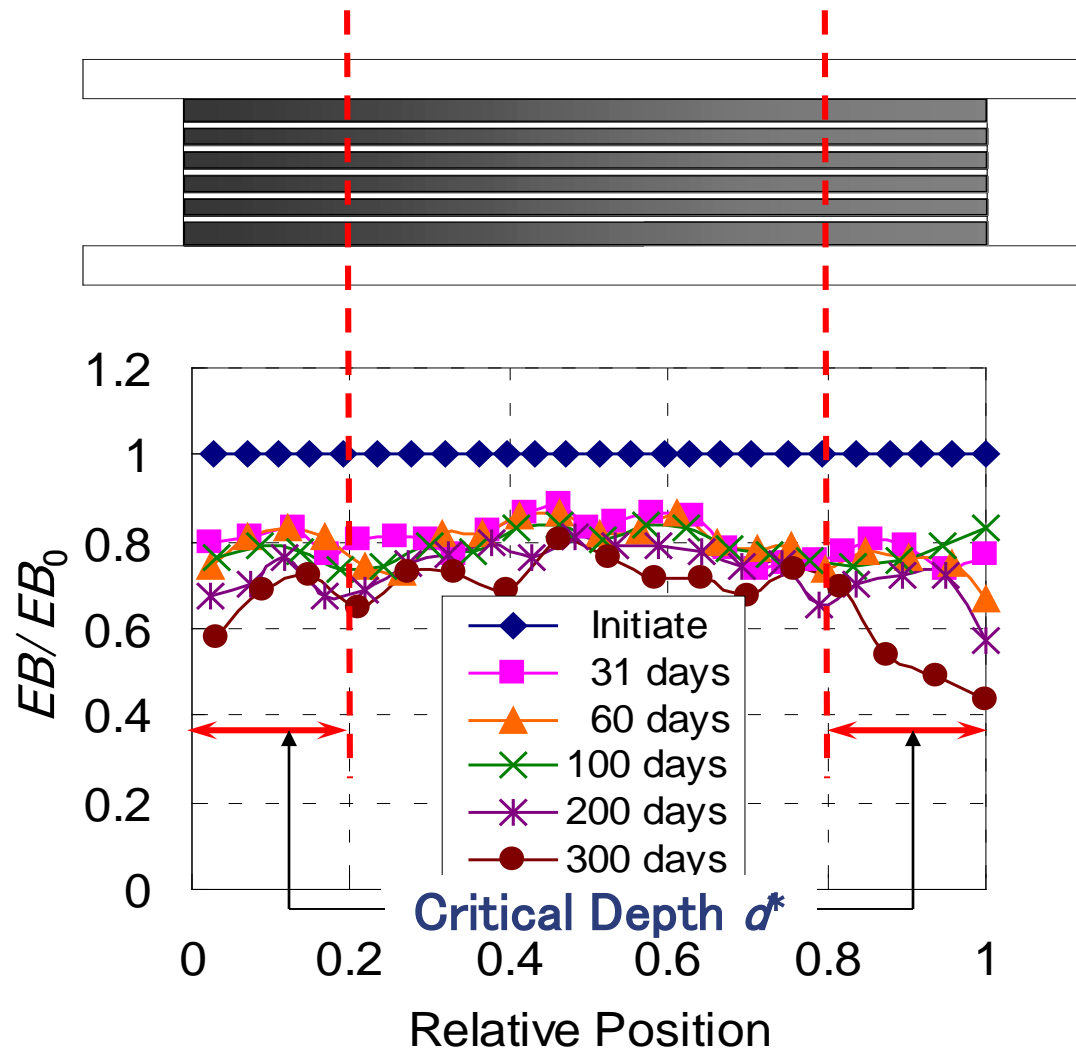 1.2
1
0.8
0.6
0.4
0.2
0
EB/EB₀
Initiate
31 days
60 days
100 days
200 days
300 days
Critical Depth d*
0 0.2 0.4 0.6 0.8 1
Relative Position